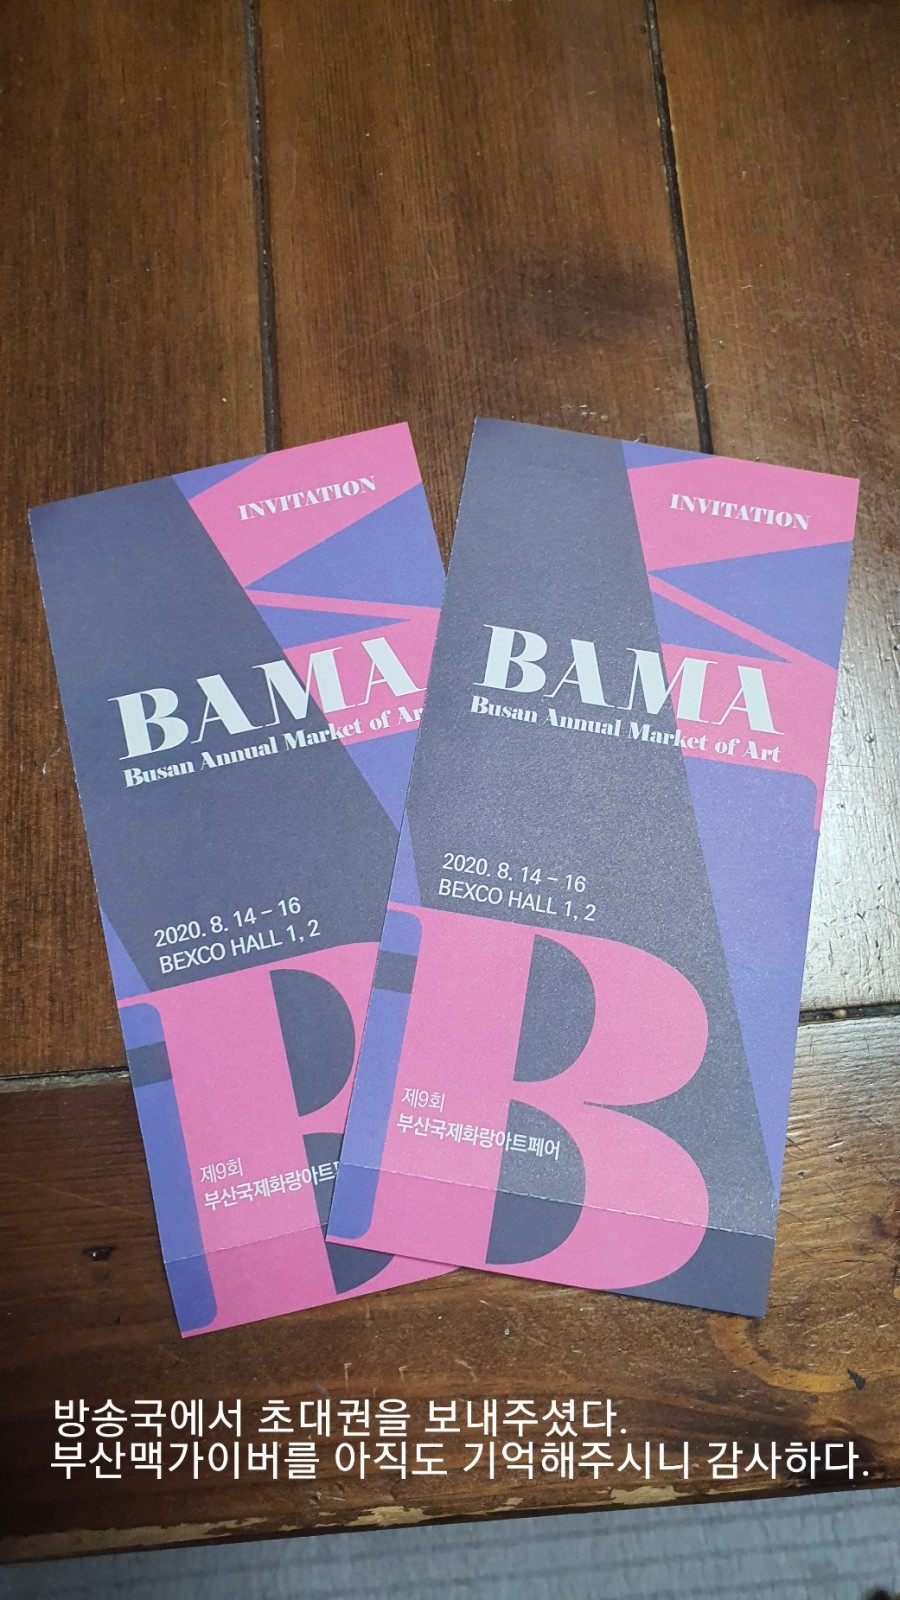 INVITATION
BAMA
Busan Annual Market of Ar
2020. 8. 14 - 16
BEXCO HALL 1, 2
제9회
부산국제화랑아트페
INVITATION
BAMA
Busan Annual Market of Art
2020. 8. 14 - 16
BEXCO HALL 1, 2
제9회
부산국제화랑아트페어
방송국에서 초대권을 보내주셨다.
부산맥가이버를 아직도 기억해주시니 감사하다.